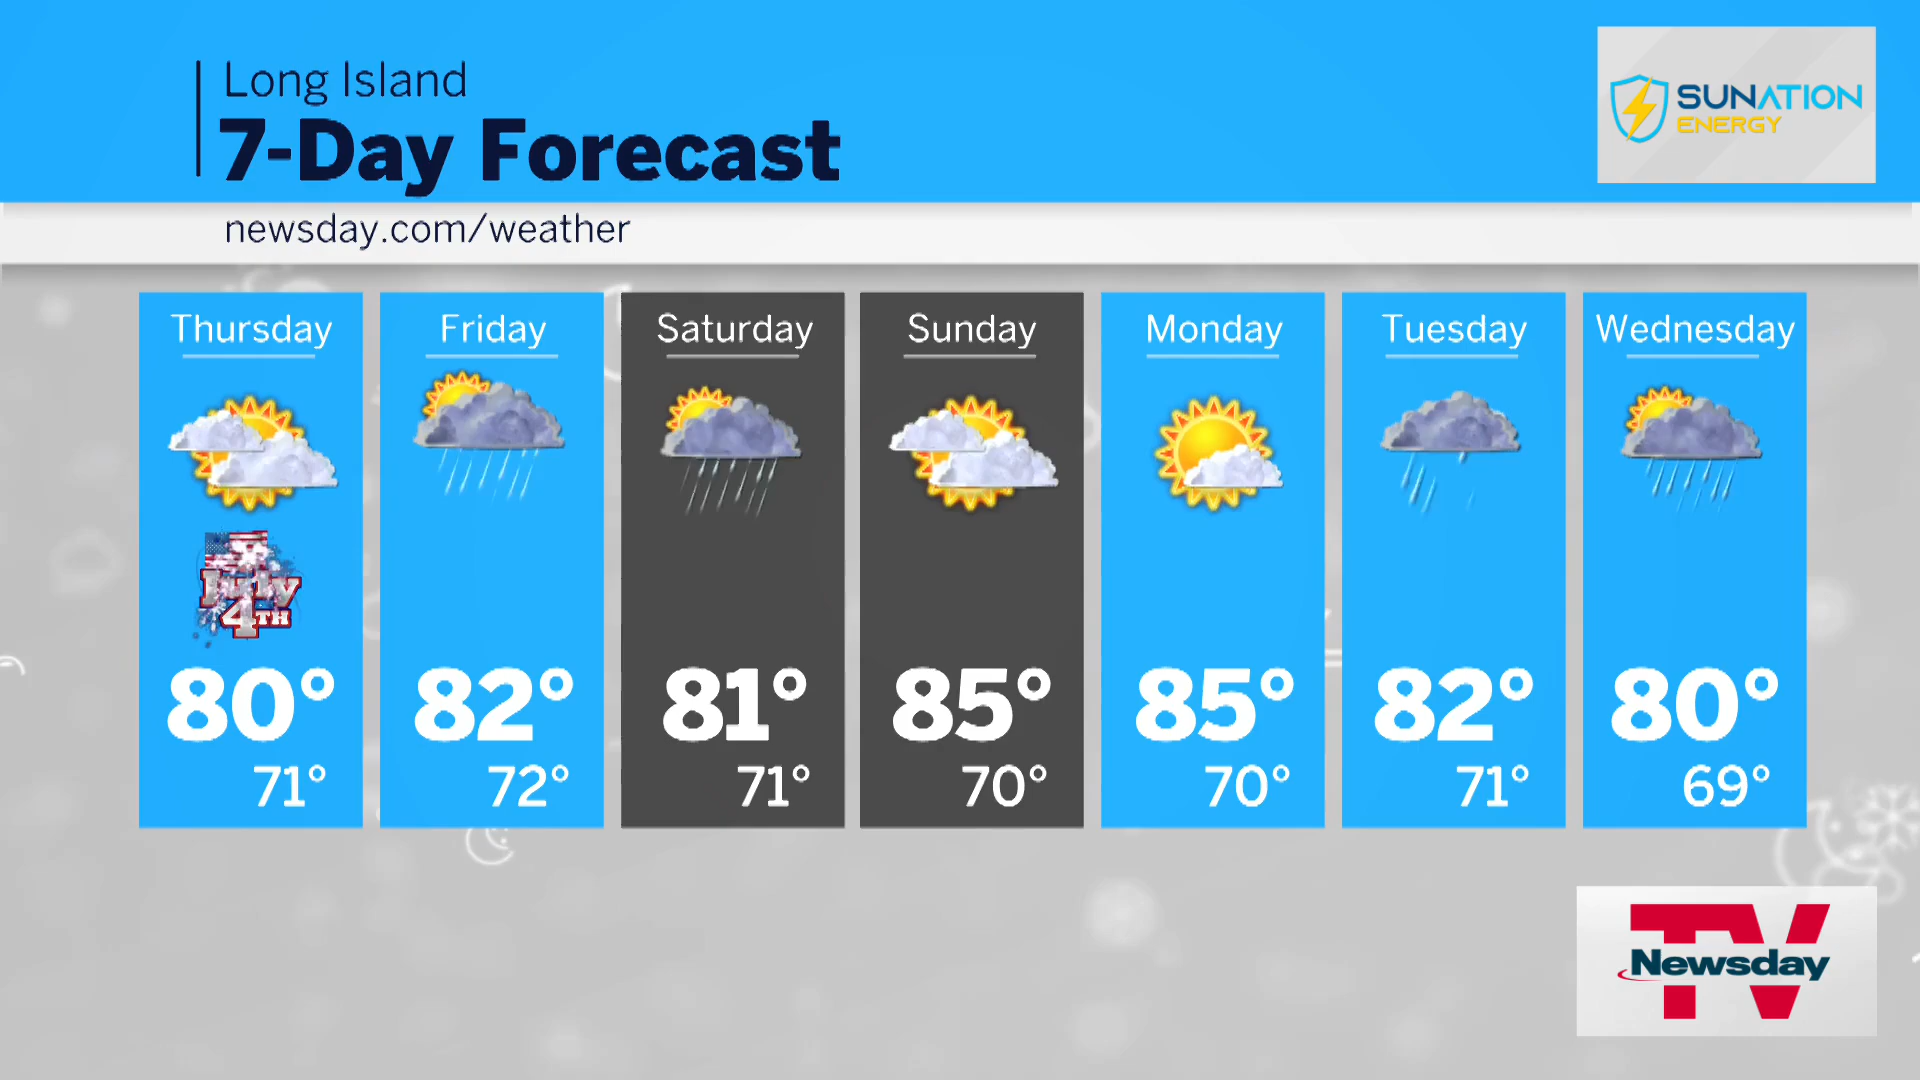 Long Island
7-Day Forecast
newsday.com/weather
SUNATION
ENERGY
Thursday
July
4TH
80°
71°
Friday
82°
72°
Saturday
81°
71°
Sunday
85°
70°
Monday
85°
70°
Tuesday
82°
71°
Wednesday
80°
69°
TV
Newsday